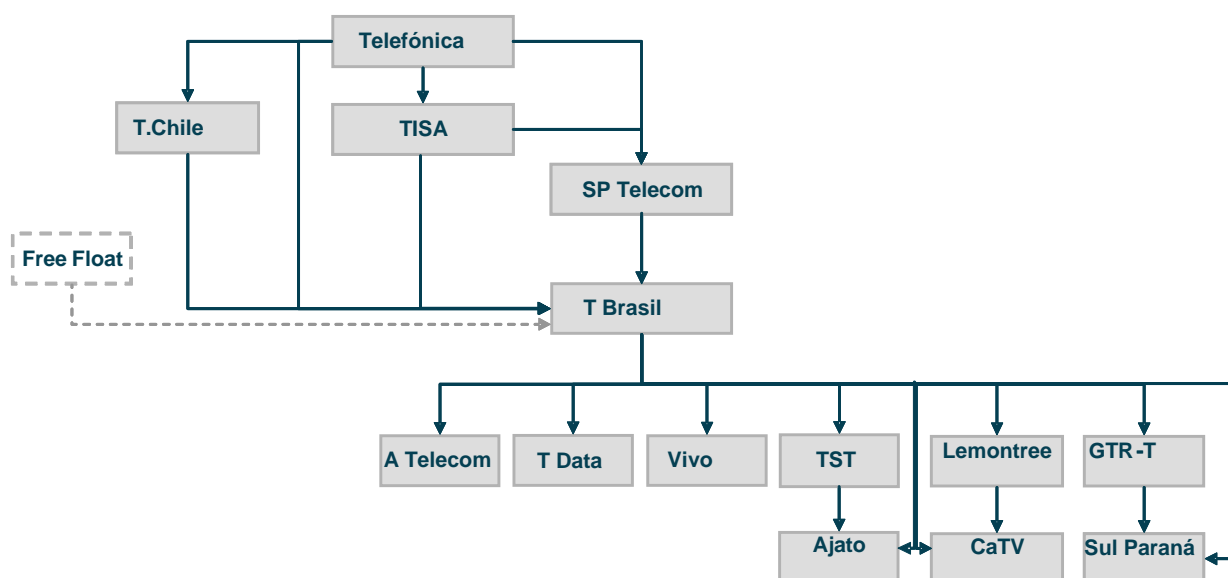 Telefónica
T.Chile
TISA
SP Telecom
Free Float
T Brasil
A Telecom
T Data
Vivo
TST
Lemontree
GTR-T
Ajato
CaTV
Sul Paraná